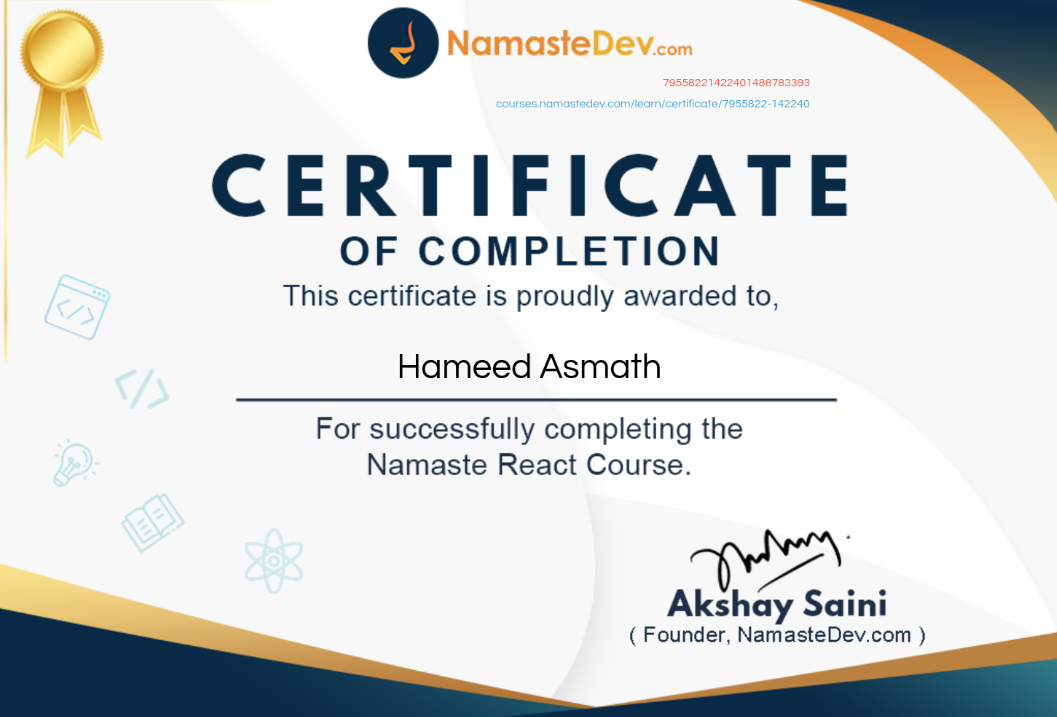 NamasteDev.com
79558221422401488783393
courses.namastedev.com/learn/certificate/7955822-142240
CERTIFICATE
OF COMPLETION
This certificate is proudly awarded to,
Hameed Asmath
For successfully completing the
Namaste React Course.
Akshay Saini
( Founder, NamasteDev.com )